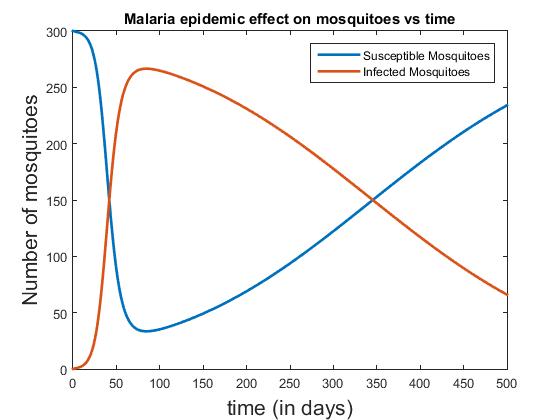 Malaria epidemic effect on mosquitoes vs time
Susceptible Mosquitoes
Infected Mosquitoes
Number of mosquitoes
300
250
200
150
100
50
0
0 50 100 150 200 250 300 350 400 450 500
time (in days)